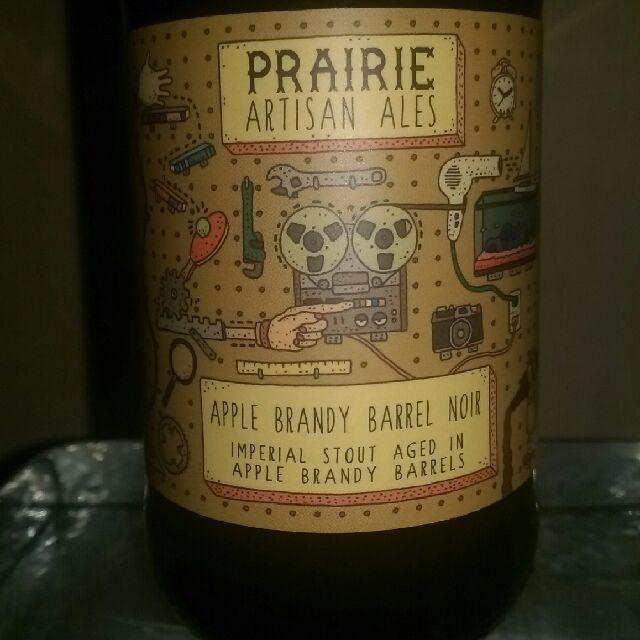 PRAIRIE
ARTISAN ALES
APPLE BRANDY BARREL NOIR
IMPERIAL STOUT AGED IN
APPLE BRANDY BARRELS